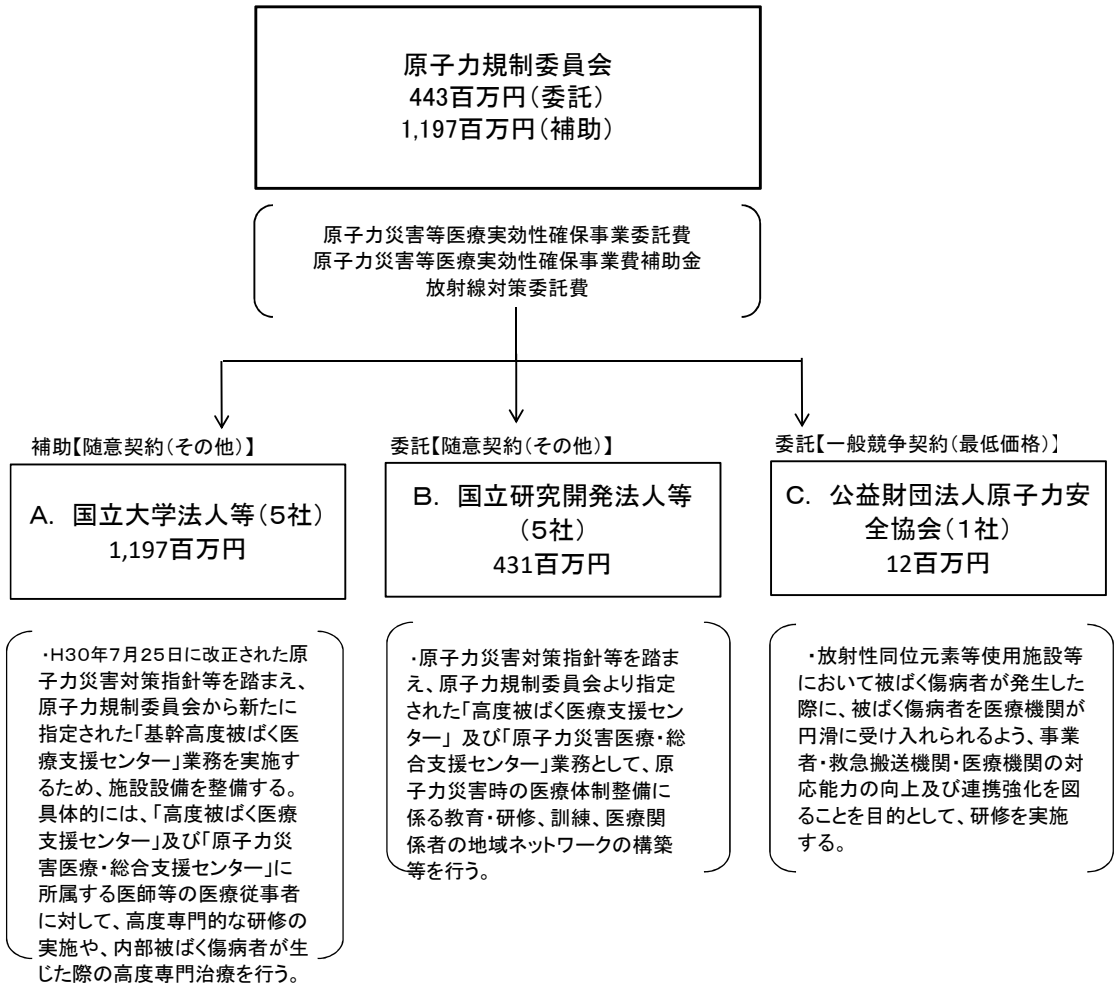 原子力規制委員会
443百万円(委託)
1,197百万円(補助)
原子力災害等医療実効性確保事業委託費
原子力災害等医療実効性確保事業費補助金
放射線対策委託費
補助【随意契約(その他)】
A. 国立大学法人等(5社)
1,197百万円
・H30年7月25日に改正された原
子力災害対策指針等を踏まえ、
原子力規制委員会から新たに
指定された「基幹高度被ばく医
療支援センター」業務を実施す
るため、施設設備を整備する。
具体的には、「高度被ばく医療
支援センター」及び「原子力災
害医療・総合支援センター」に
所属する医師等の医療従事者
に対して、高度専門的な研修の
実施や、内部被ばく傷病者が生
じた際の高度専門治療を行う。
委託【随意契約(その他)】
B. 国立研究開発法人等
(5社)
431百万円
・原子力災害対策指針等を踏ま
え、原子力規制委員会より指定
された「高度被ばく医療支援セン
ター」 及び「原子力災害医療・総
合支援センター」業務として、原
子力災害時の医療体制整備に
係る教育・研修、訓練、医療関
係者の地域ネットワークの構築
等を行う。
委託【一般競争契約(最低価格)】
C. 公益財団法人原子力安
全協会(1社)
12百万円
・放射性同位元素等使用施設等
において被ばく傷病者が発生した
際に、被ばく傷病者を医療機関が
円滑に受け入れられるよう、事業
者・救急搬送機関・医療機関の対
応能力の向上及び連携強化を図
ることを目的として、研修を実施
する。